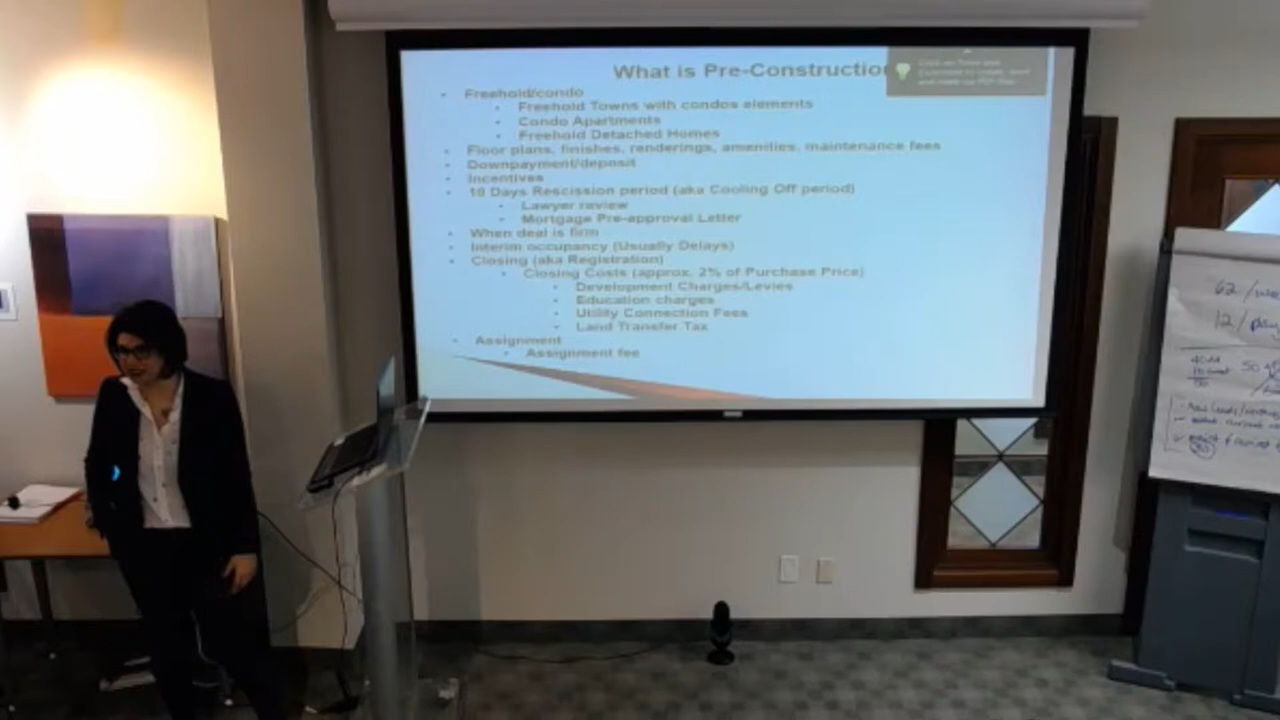 What is Pre-Construction
Freehold/condo
Freehold Towns with condos elements
Condo Apartments
Freehold Detached Homes
Floor plans, finishes, renderings, amenities, maintenance fees
Downpayment/deposit
Incentives
10 Days Rescission period (aka Cooling Off period)
Lawyer review
Mortgage Pre-approval Letter
When deal is firm
Interim occupancy (Usually Delays)
Closing (aka Registration)
Closing Costs (approx. 2% of Purchase Price)
Development Charges/Levies
Education charges
Utility Connection Fees
Land Transfer Tax
Assignment
Assignment fee
62 /
12 /
50